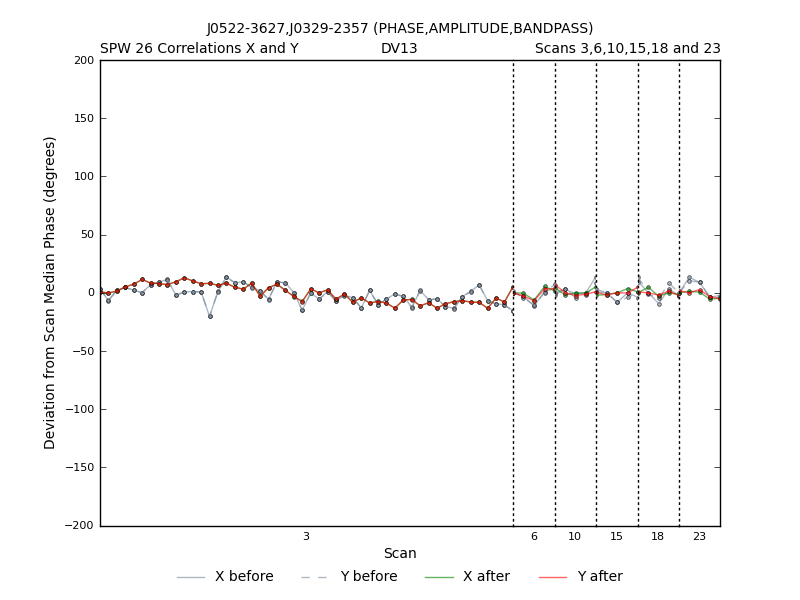 J0522-3627,J0329-2357 (PHASE,AMPLITUDE,BANDPASS)
SPW 26 Correlations X and Y DV13 Scans 3,6,10,15,18 and 23
200
150
100
50
0
−50
−100
−150
−200
Deviation from Scan Median Phase (degrees)
3 6 10 15 18 23
Scan
X before Y before X after Y after